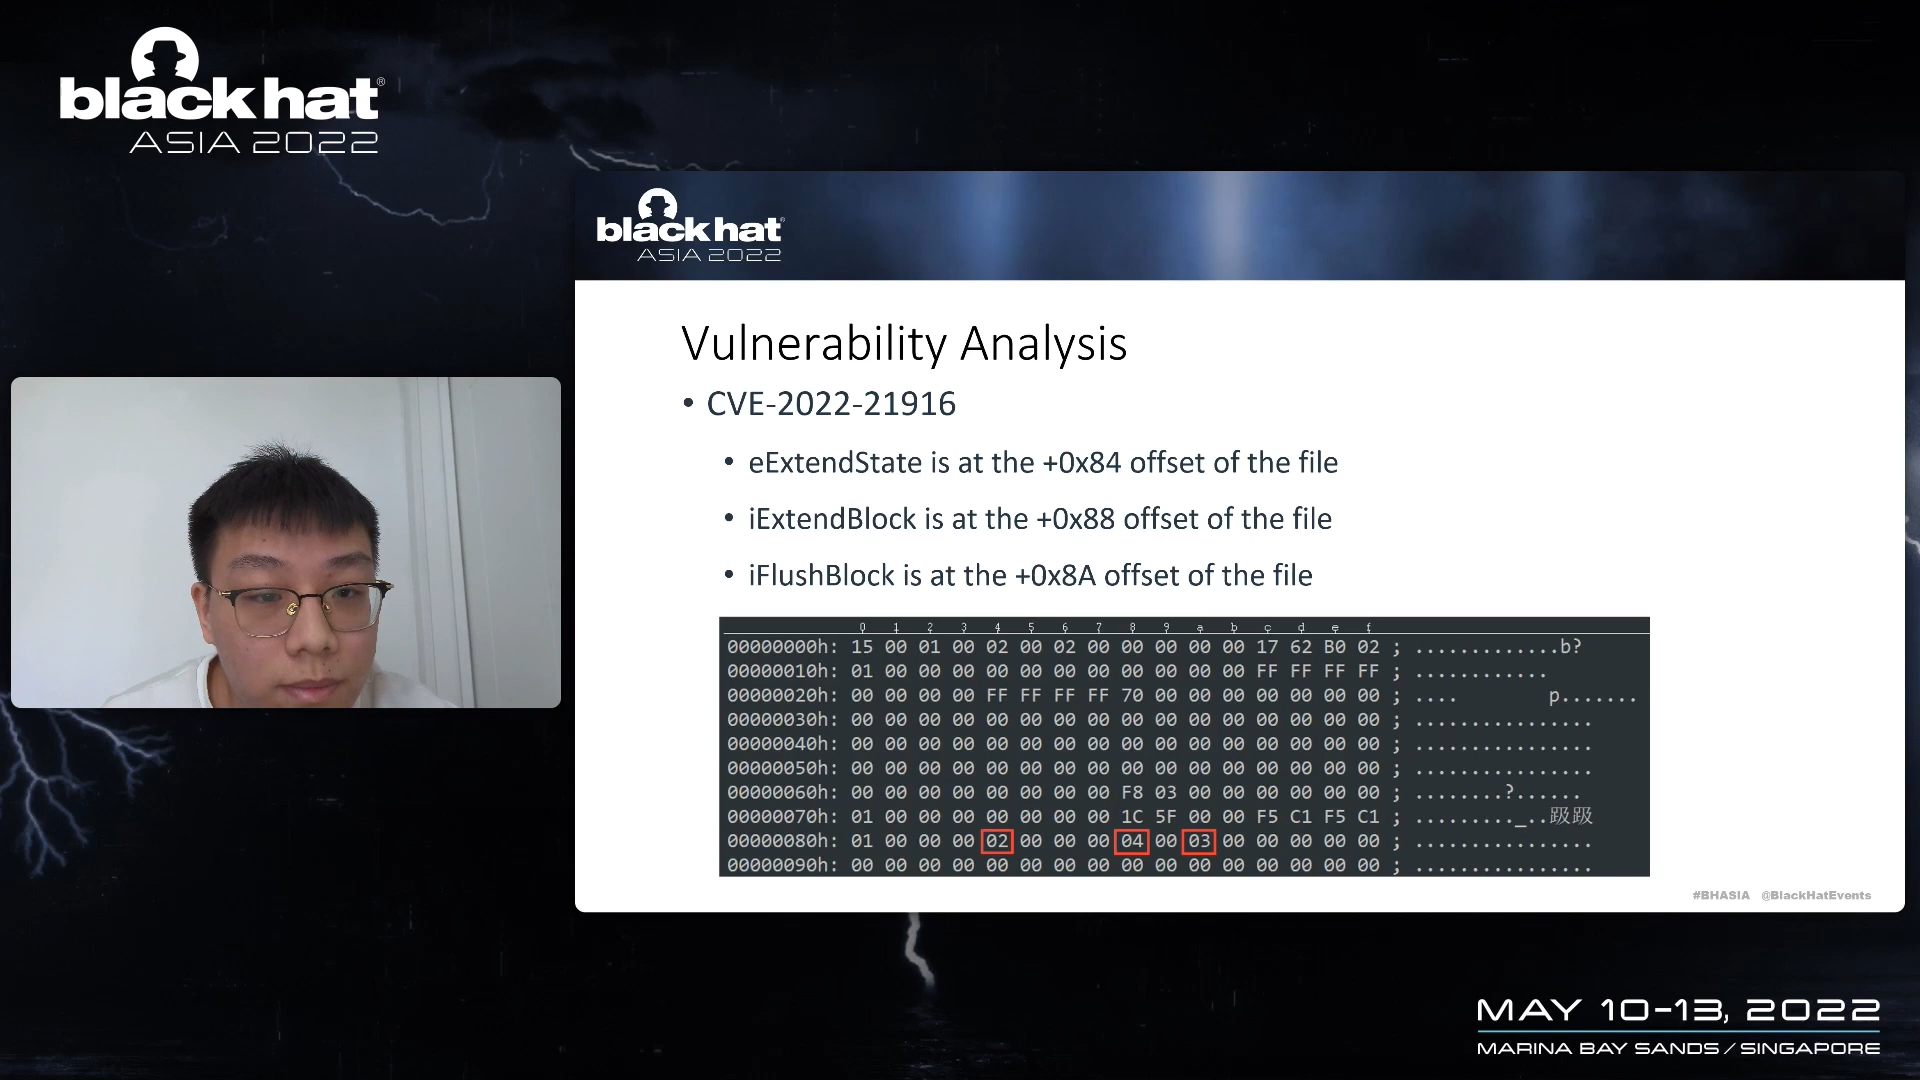 black hat®
ASIA 2022
black hat®
ASIA 2022
Vulnerability Analysis
• CVE-2022-21916
• eExtendState is at the +0x84 offset of the file
• iExtendBlock is at the +0x88 offset of the file
• iFlushBlock is at the +0x8A offset of the file
0 1 2 3 4 5 6 7 8 9 a b c d e f
00000000h: 15 00 01 00 02 00 02 00 00 00 00 00 17 62 B0 02 ; .............b?
00000010h: 01 00 00 00 00 00 00 00 00 00 00 00 FF FF FF FF ; ............
00000020h: 00 00 00 00 FF FF FF FF 70 00 00 00 00 00 00 00 ; .... p.......
00000030h: 00 00 00 00 00 00 00 00 00 00 00 00 00 00 00 00 ; ................
00000040h: 00 00 00 00 00 00 00 00 00 00 00 00 00 00 00 00 ; ................
00000050h: 00 00 00 00 00 00 00 00 00 00 00 00 00 00 00 00 ; ................
00000060h: 00 00 00 00 00 00 00 00 F8 03 00 00 00 00 00 00 ; ........?......
00000070h: 01 00 00 00 00 00 00 00 1C 5F 00 00 F5 C1 F5 C1 ; ........._..趿趿
00000080h: 01 00 00 00 02 00 00 00 04 00 03 00 00 00 00 00 ; ................
00000090h: 00 00 00 00 00 00 00 00 00 00 00 00 00 00 00 00 ; ................
#BHASIA @BlackHatEvents
MAY 10-13, 2022
MARINA BAY SANDS / SINGAPORE